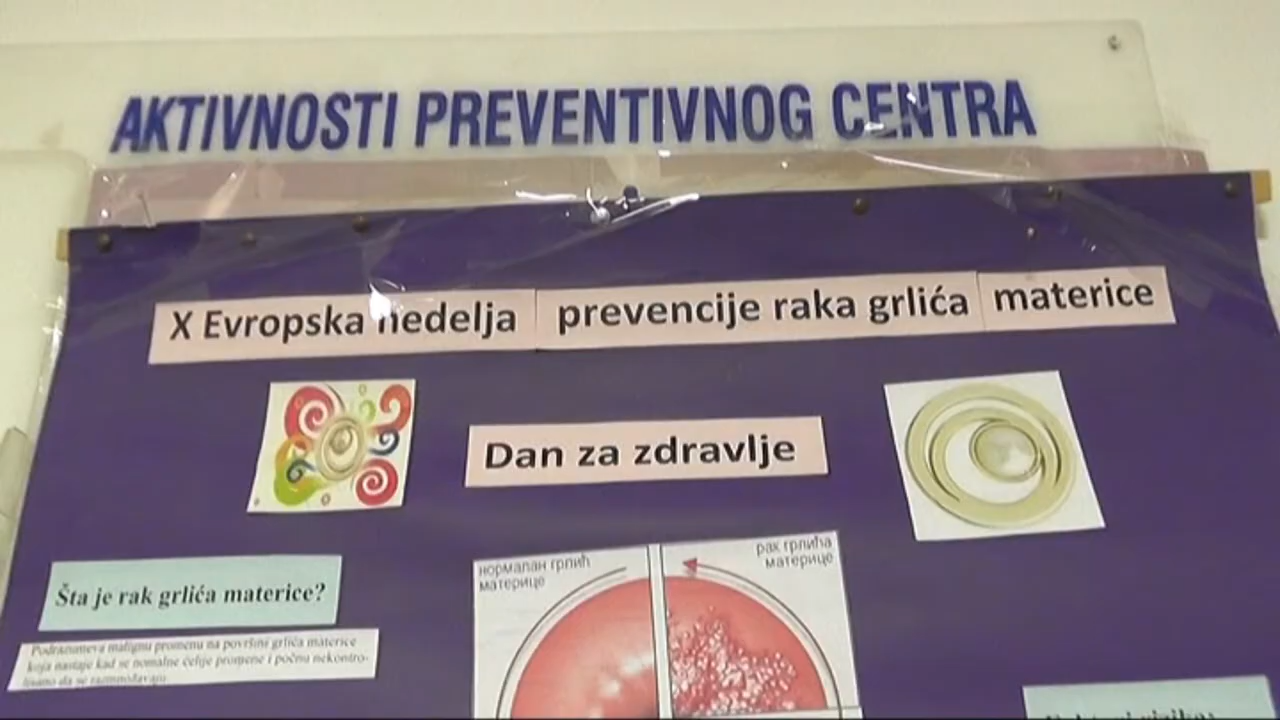 AKTIVNOSTI PREVENTIVNOG CENTRA
X Evropska nedelja prevencije raka grlića materice
Dan za zdravlje
нормалан грлић
материце
рак грлића
материце
Šta je rak grlića materice?
Podrazumeva malignu promenu na površini grlića materice
koja nastaje kad se nomalne ćelije promene i počnu nekontro-
lisano da se razmnožavaju